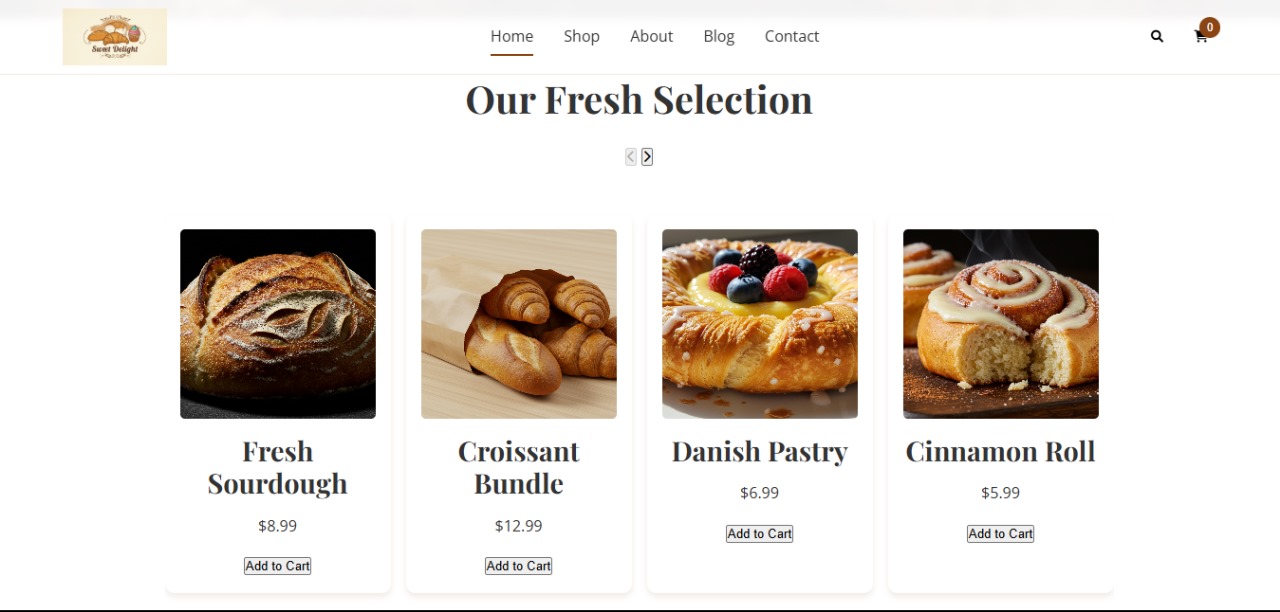 Sweet Delight
Home Shop About Blog Contact
0
Our Fresh Selection
Fresh
Sourdough
$8.99
Add to Cart
Croissant
Bundle
$12.99
Add to Cart
Danish Pastry
$6.99
Add to Cart
Cinnamon Roll
$5.99
Add to Cart